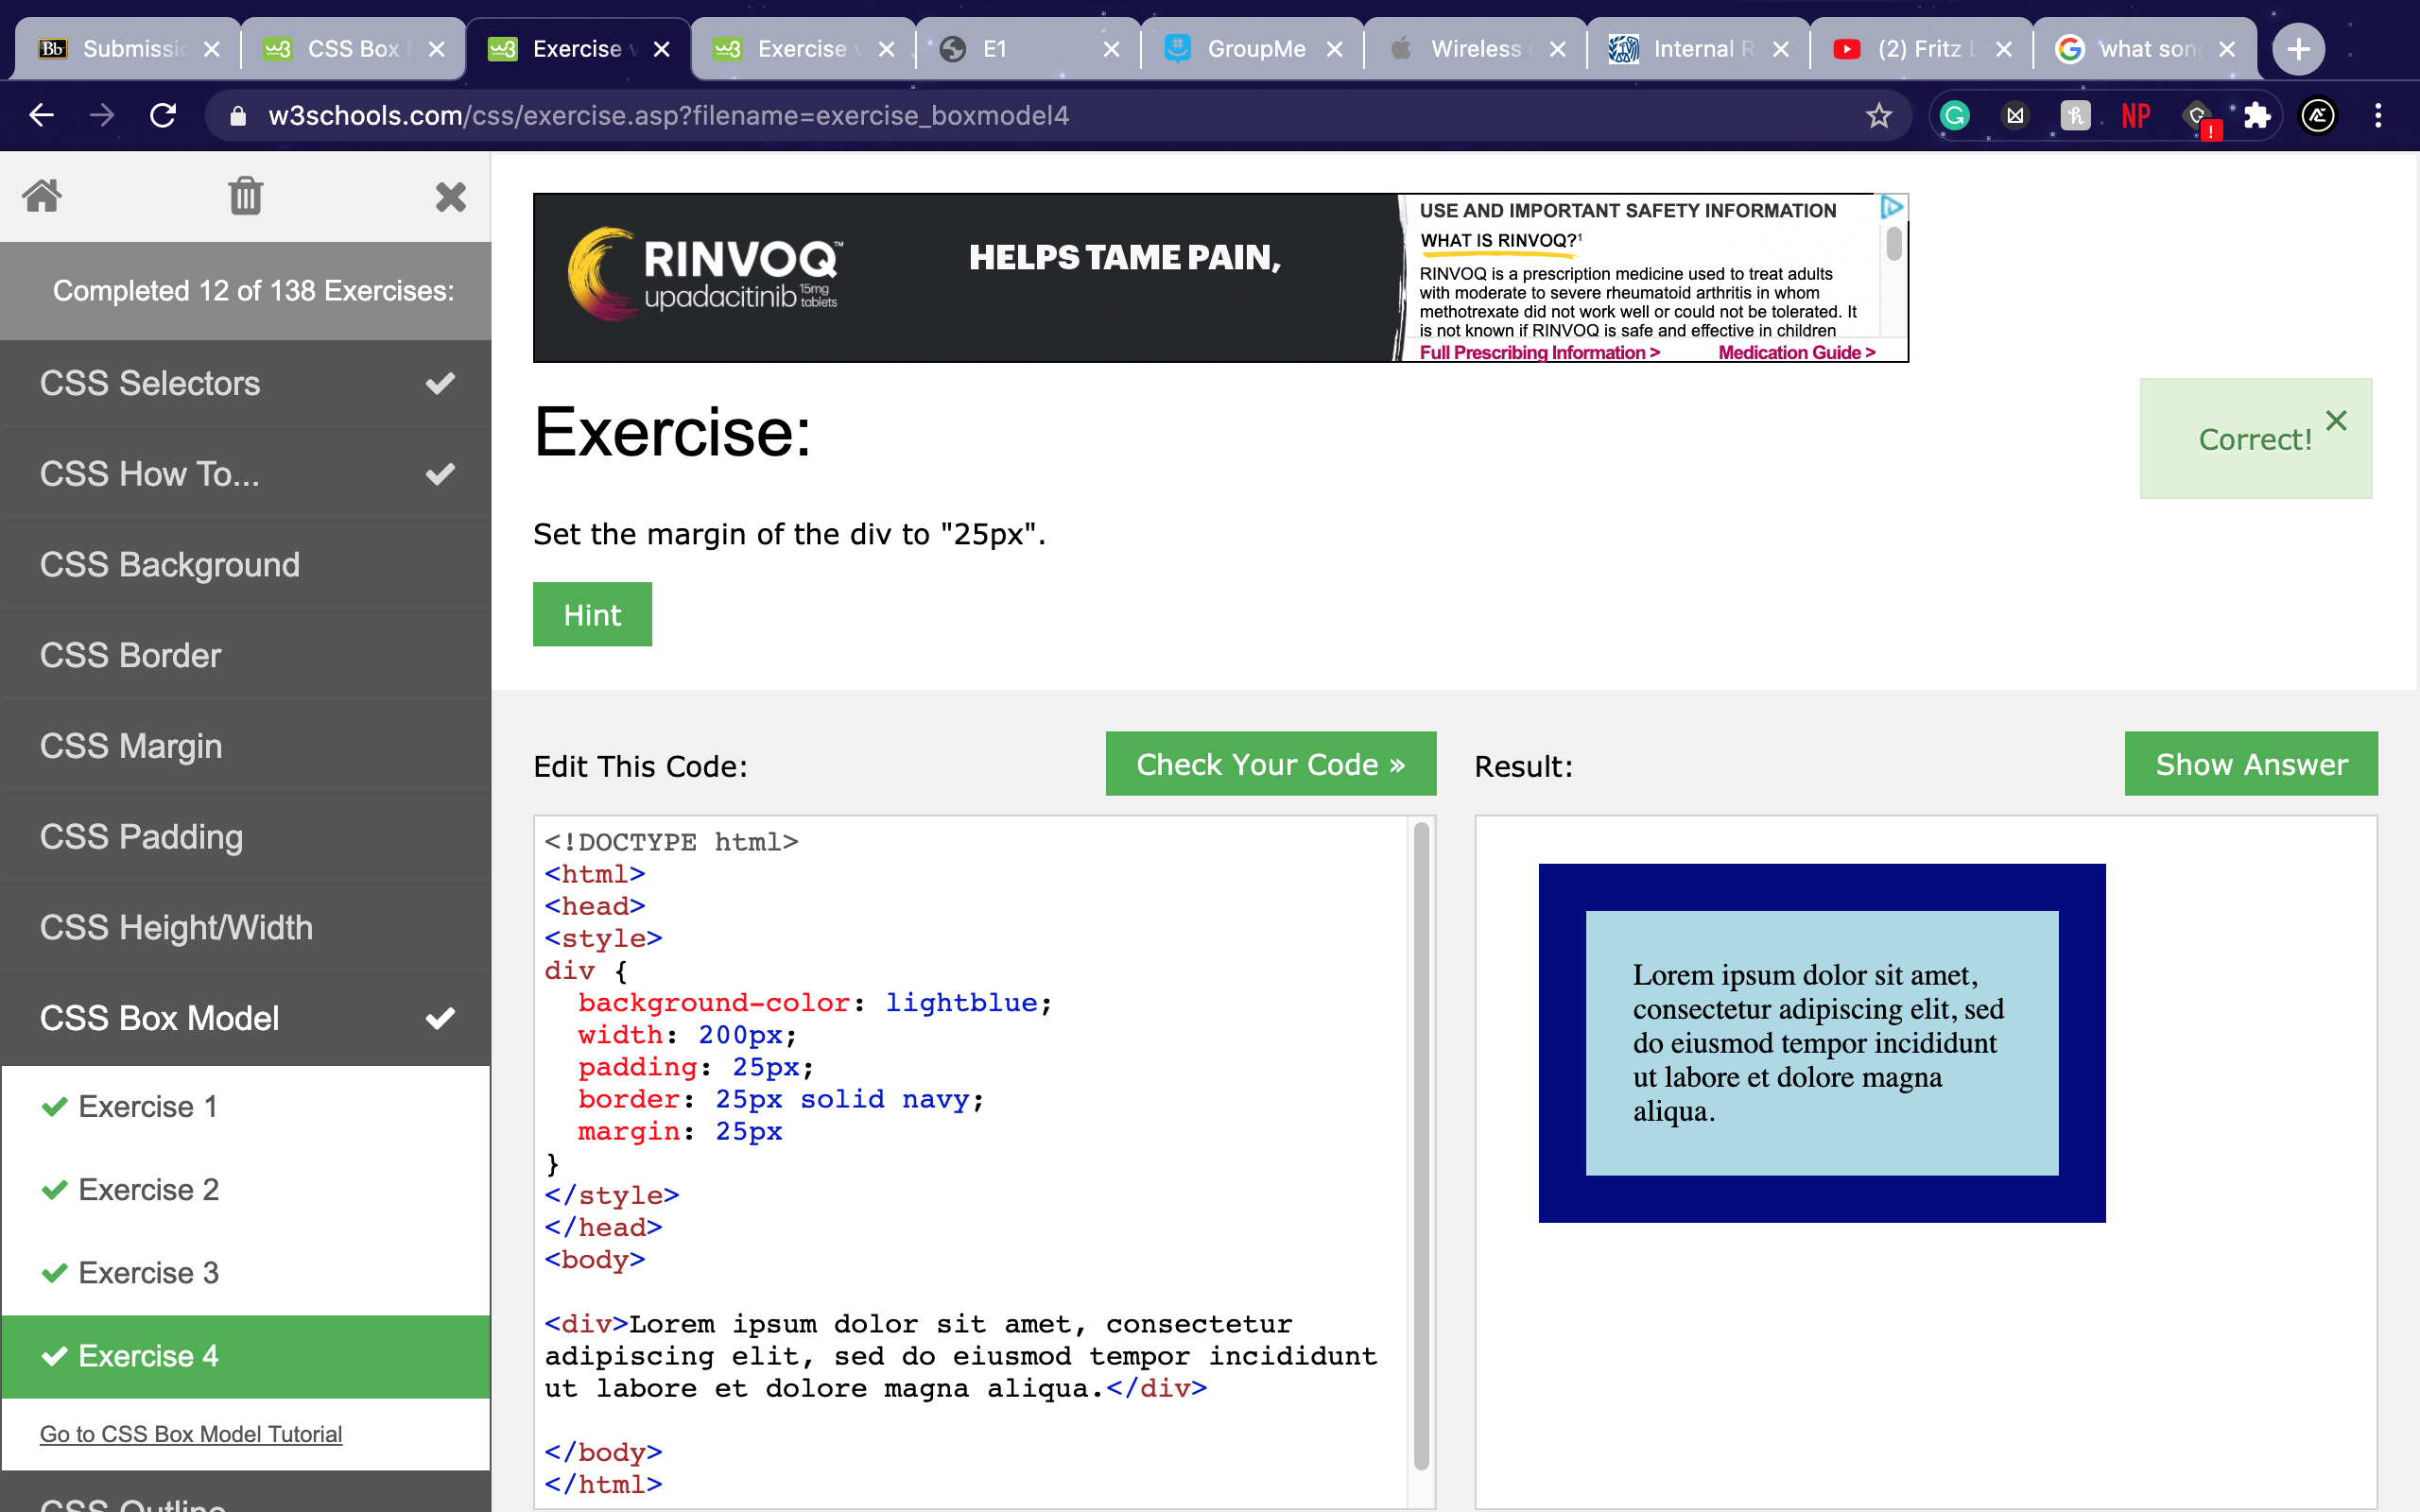 Bb Submissi
CSS Box
Exercise
Exercise
E1
GroupMe
Wireless
Internal R
(2) Fritz L
what son
w3schools.com/css/exercise.asp?filename=exercise_boxmodel4
NP
Completed 12 of 138 Exercises:
CSS Selectors
CSS How To...
CSS Background
CSS Border
CSS Margin
CSS Padding
CSS Height/Width
CSS Box Model
Exercise 1
Exercise 2
Exercise 3
Exercise 4
Go to CSS Box Model Tutorial
CSS Outline
RINVOQ™
upadacitinib 15mg tablets
HELPS TAME PAIN,
USE AND IMPORTANT SAFETY INFORMATION
WHAT IS RINVOQ?¹
RINVOQ is a prescription medicine used to treat adults
with moderate to severe rheumatoid arthritis in whom
methotrexate did not work well or could not be tolerated. It
is not known if RINVOQ is safe and effective in children
Full Prescribing Information > Medication Guide >
Exercise:
Correct!
Set the margin of the div to "25px".
Hint
Edit This Code:
Check Your Code »
Result:
Show Answer
<!DOCTYPE html>
<html>
<head>
<style>
div {
  background-color: lightblue;
  width: 200px;
  padding: 25px;
  border: 25px solid navy;
  margin: 25px
}
</style>
</head>
<body>
<div>Lorem ipsum dolor sit amet, consectetur
adipiscing elit, sed do eiusmod tempor incididunt
ut labore et dolore magna aliqua.</div>
</body>
</html>
Lorem ipsum dolor sit amet,
consectetur adipiscing elit, sed
do eiusmod tempor incididunt
ut labore et dolore magna
aliqua.